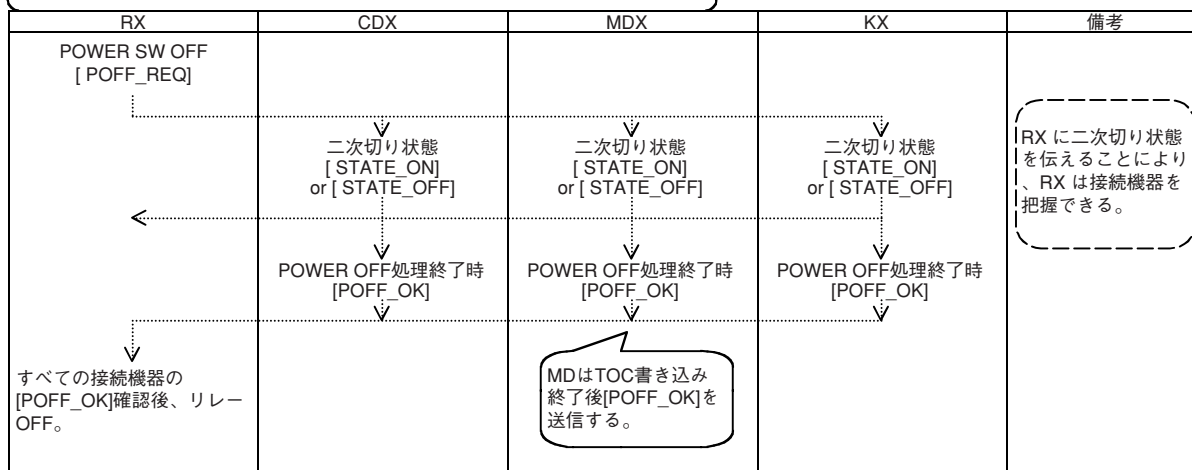 RX
CDX
MDX
KX
備考
POWER SW OFF
[ POFF_REQ]
二次切り状態
[ STATE_ON]
or [ STATE_OFF]
二次切り状態
[ STATE_ON]
or [ STATE_OFF]
二次切り状態
[ STATE_ON]
or [ STATE_OFF]
RX に二次切り状態
を伝えることにより
、RX は接続機器を
把握できる。
POWER OFF処理終了時
[POFF_OK]
POWER OFF処理終了時
[POFF_OK]
POWER OFF処理終了時
[POFF_OK]
すべての接続機器の
[POFF_OK]確認後、リレー
OFF。
MDはTOC書き込み
終了後[POFF_OK]を
送信する。